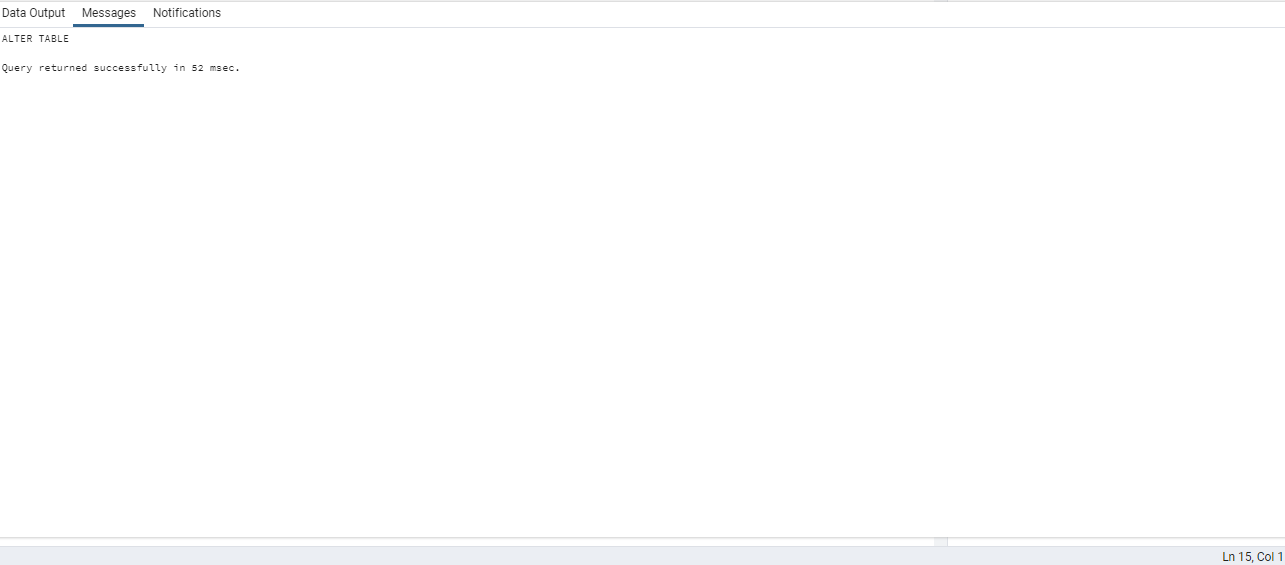 Data Output Messages Notifications
ALTER TABLE
Query returned successfully in 52 msec.
Ln 15, Col 1